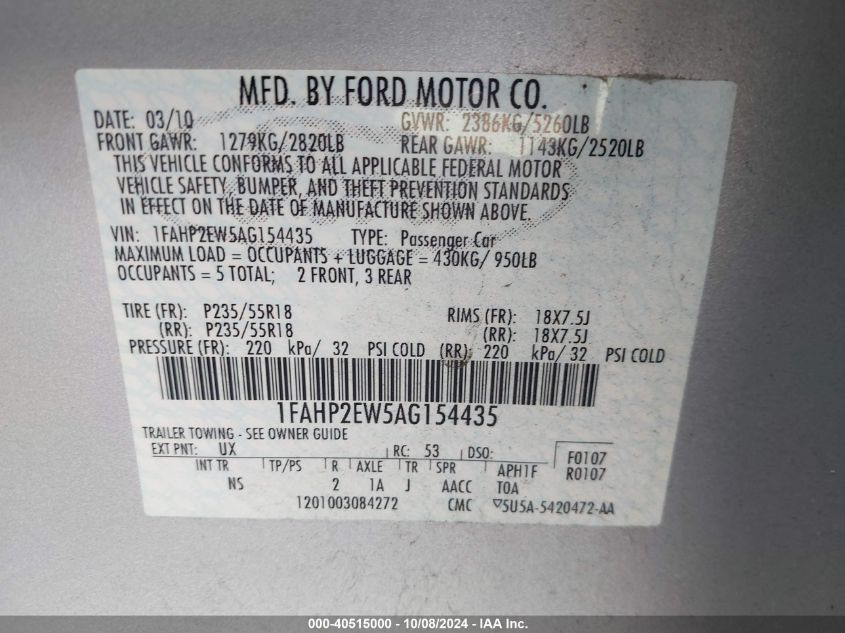 MFD. BY FORD MOTOR CO.
DATE: 03/10 GVWR: 2386KG/5260LB
FRONT GAWR: 1279KG/2820LB REAR GAWR: 1143KG/2520LB
THIS VEHICLE CONFORMS TO ALL APPLICABLE FEDERAL MOTOR
VEHICLE SAFETY, BUMPER, AND THEFT PREVENTION STANDARDS
IN EFFECT ON THE DATE OF MANUFACTURE SHOWN ABOVE.
VIN: 1FAHP2EW5AG154435 TYPE: Passenger Car
MAXIMUM LOAD = OCCUPANTS + LUGGAGE = 430KG/ 950LB
OCCUPANTS = 5 TOTAL; 2 FRONT, 3 REAR
TIRE (FR): P235/55R18 RIMS (FR): 18X7.5J
(RR): P235/55R18 (RR): 18X7.5J
PRESSURE (FR): 220 kPa/ 32 PSI COLD (RR): 220 kPa/ 32 PSI COLD
1FAHP2EW5AG154435
TRAILER TOWING - SEE OWNER GUIDE
EXT PNT: UX RC: 53 DSO: F0107
INT TR TP/PS R AXLE TR SPR APH1F R0107
NS 2 1A J AACC TOA
1201003084272 CMC ▽5U5A-5420472-AA
000-40515000 - 10/08/2024 - IAA Inc.